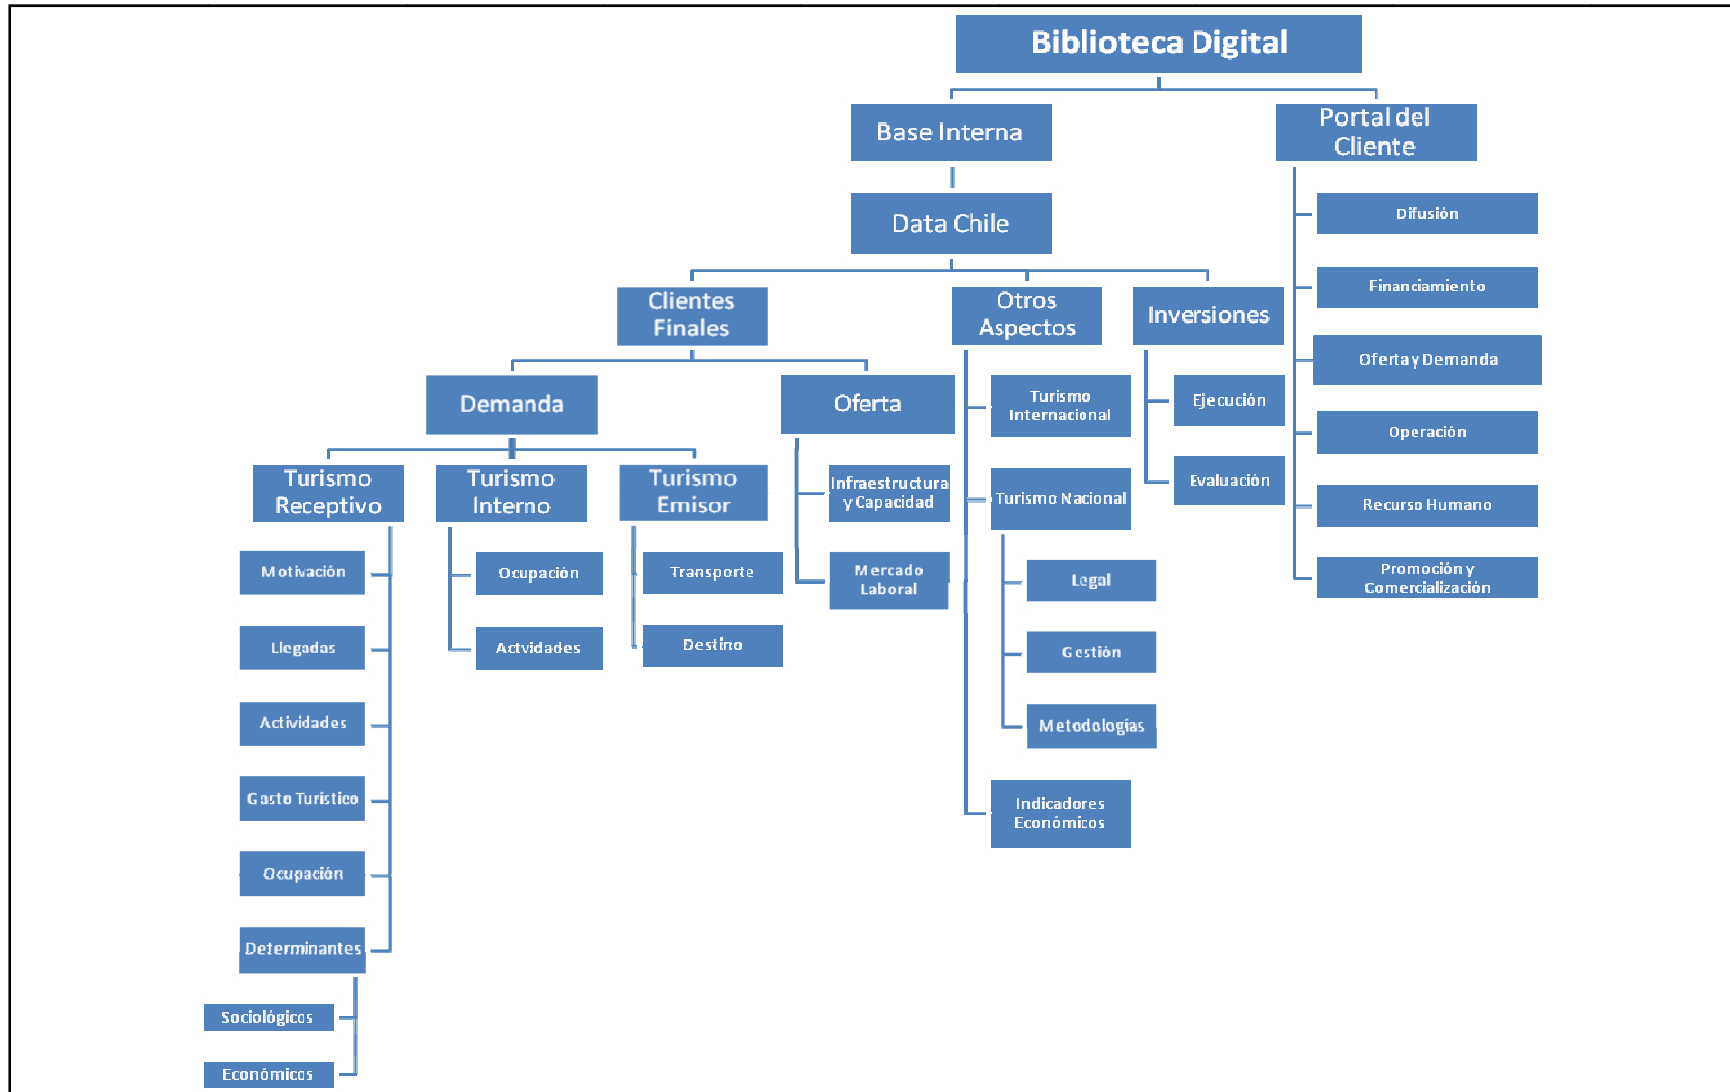 Biblioteca Digital
Base Interna
Portal del
Cliente
Data Chile
Difusión
Financiamiento
Oferta y Demanda
Operación
Recurso Humano
Promoción y
Comercialización
Clientes
Finales
Otros
Aspectos
Inversiones
Demanda
Oferta
Turismo
Internacional
Ejecución
Turismo Nacional
Evaluación
Turismo
Receptivo
Turismo
Interno
Turismo
Emisor
Infraestructura
y Capacidad
Mercado
Laboral
Motivación
Ocupación
Transporte
Legal
Llegadas
Actvidades
Destino
Gestión
Actividades
Metodologías
Gasto Turístico
Indicadores
Económicos
Ocupación
Determinantes
Sociológicos
Económicos